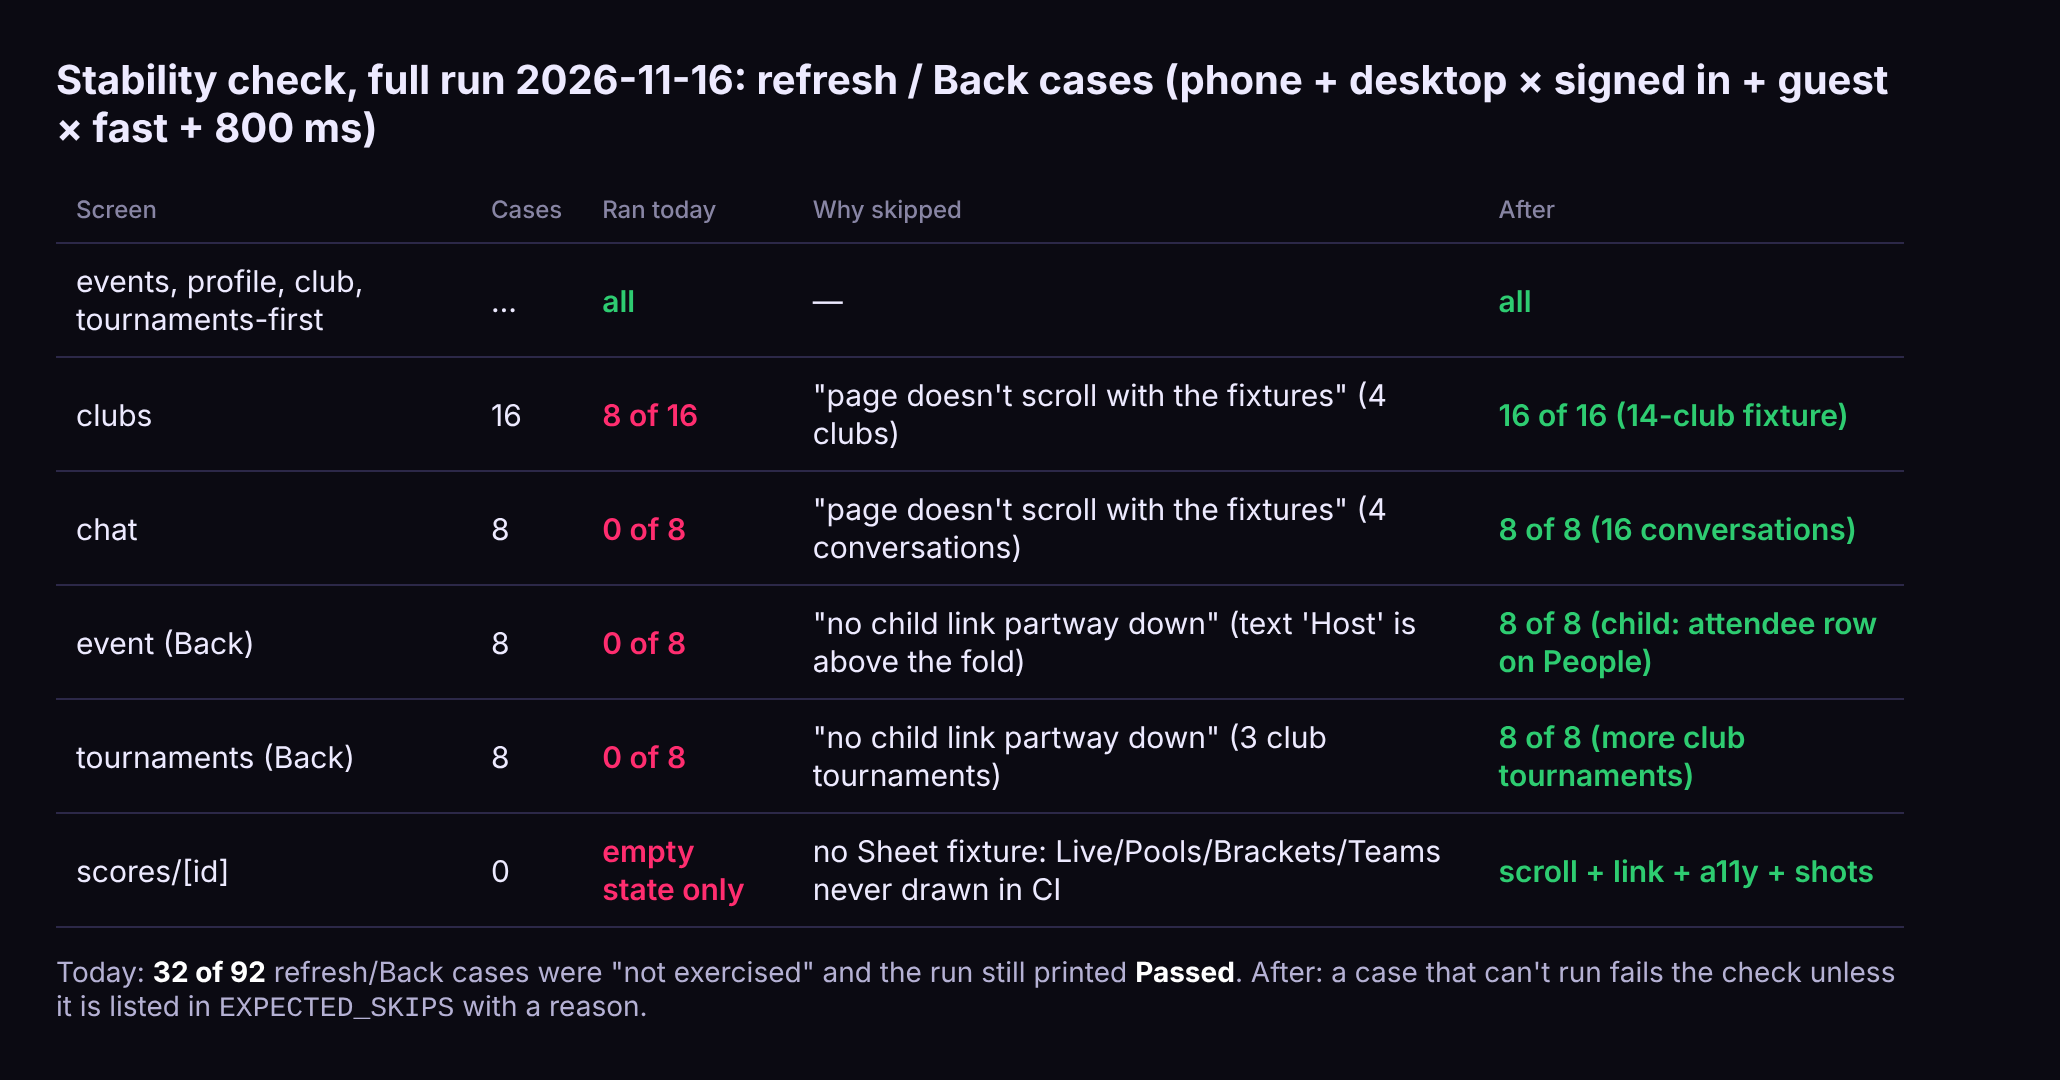 Stability check, full run 2026-11-16: refresh / Back cases (phone + desktop × signed in + guest
× fast + 800 ms)
Screen Cases Ran today Why skipped After
events, profile, club,
tournaments-first
... all — all
clubs 16 8 of 16
"page doesn't scroll with the fixtures" (4
clubs)
16 of 16 (14-club fixture)
chat 8 0 of 8
"page doesn't scroll with the fixtures" (4
conversations)
8 of 8 (16 conversations)
event (Back) 8 0 of 8
"no child link partway down" (text 'Host' is
above the fold)
8 of 8 (child: attendee row
on People)
tournaments (Back) 8 0 of 8
"no child link partway down" (3 club
tournaments)
8 of 8 (more club
tournaments)
scores/[id] 0
empty
state only
no Sheet fixture: Live/Pools/Brackets/Teams
never drawn in CI
scroll + link + a11y + shots
Today: 32 of 92 refresh/Back cases were "not exercised" and the run still printed Passed. After: a case that can't run fails the check unless
it is listed in EXPECTED_SKIPS with a reason.